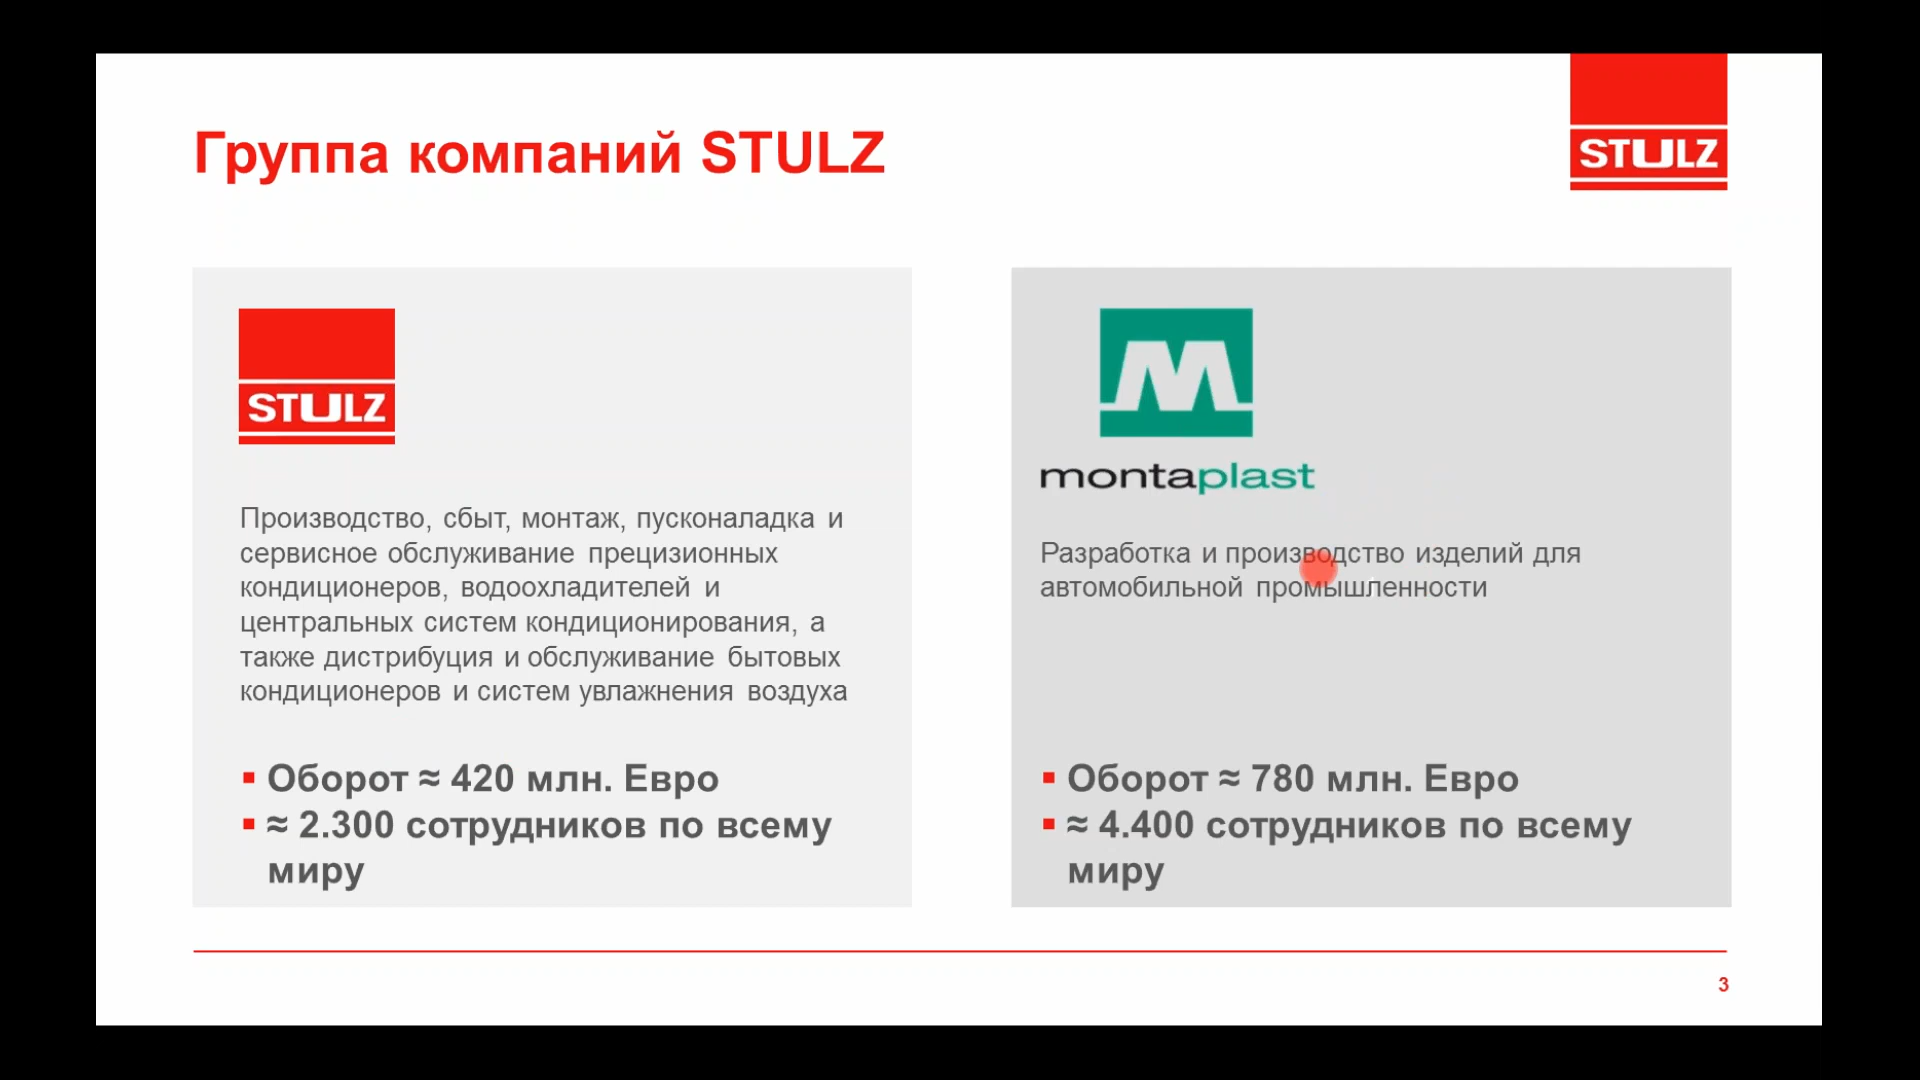 Группа компаний STULZ
STULZ
STULZ
Производство, сбыт, монтаж, пусконаладка и
сервисное обслуживание прецизионных
кондиционеров, водоохладителей и
центральных систем кондиционирования, а
также дистрибуция и обслуживание бытовых
кондиционеров и систем увлажнения воздуха
▪ Оборот ≈ 420 млн. Евро
▪ ≈ 2.300 сотрудников по всему
миру
M
montaplast
Разработка и производство изделий для
автомобильной промышленности
▪ Оборот ≈ 780 млн. Евро
▪ ≈ 4.400 сотрудников по всему
миру
3